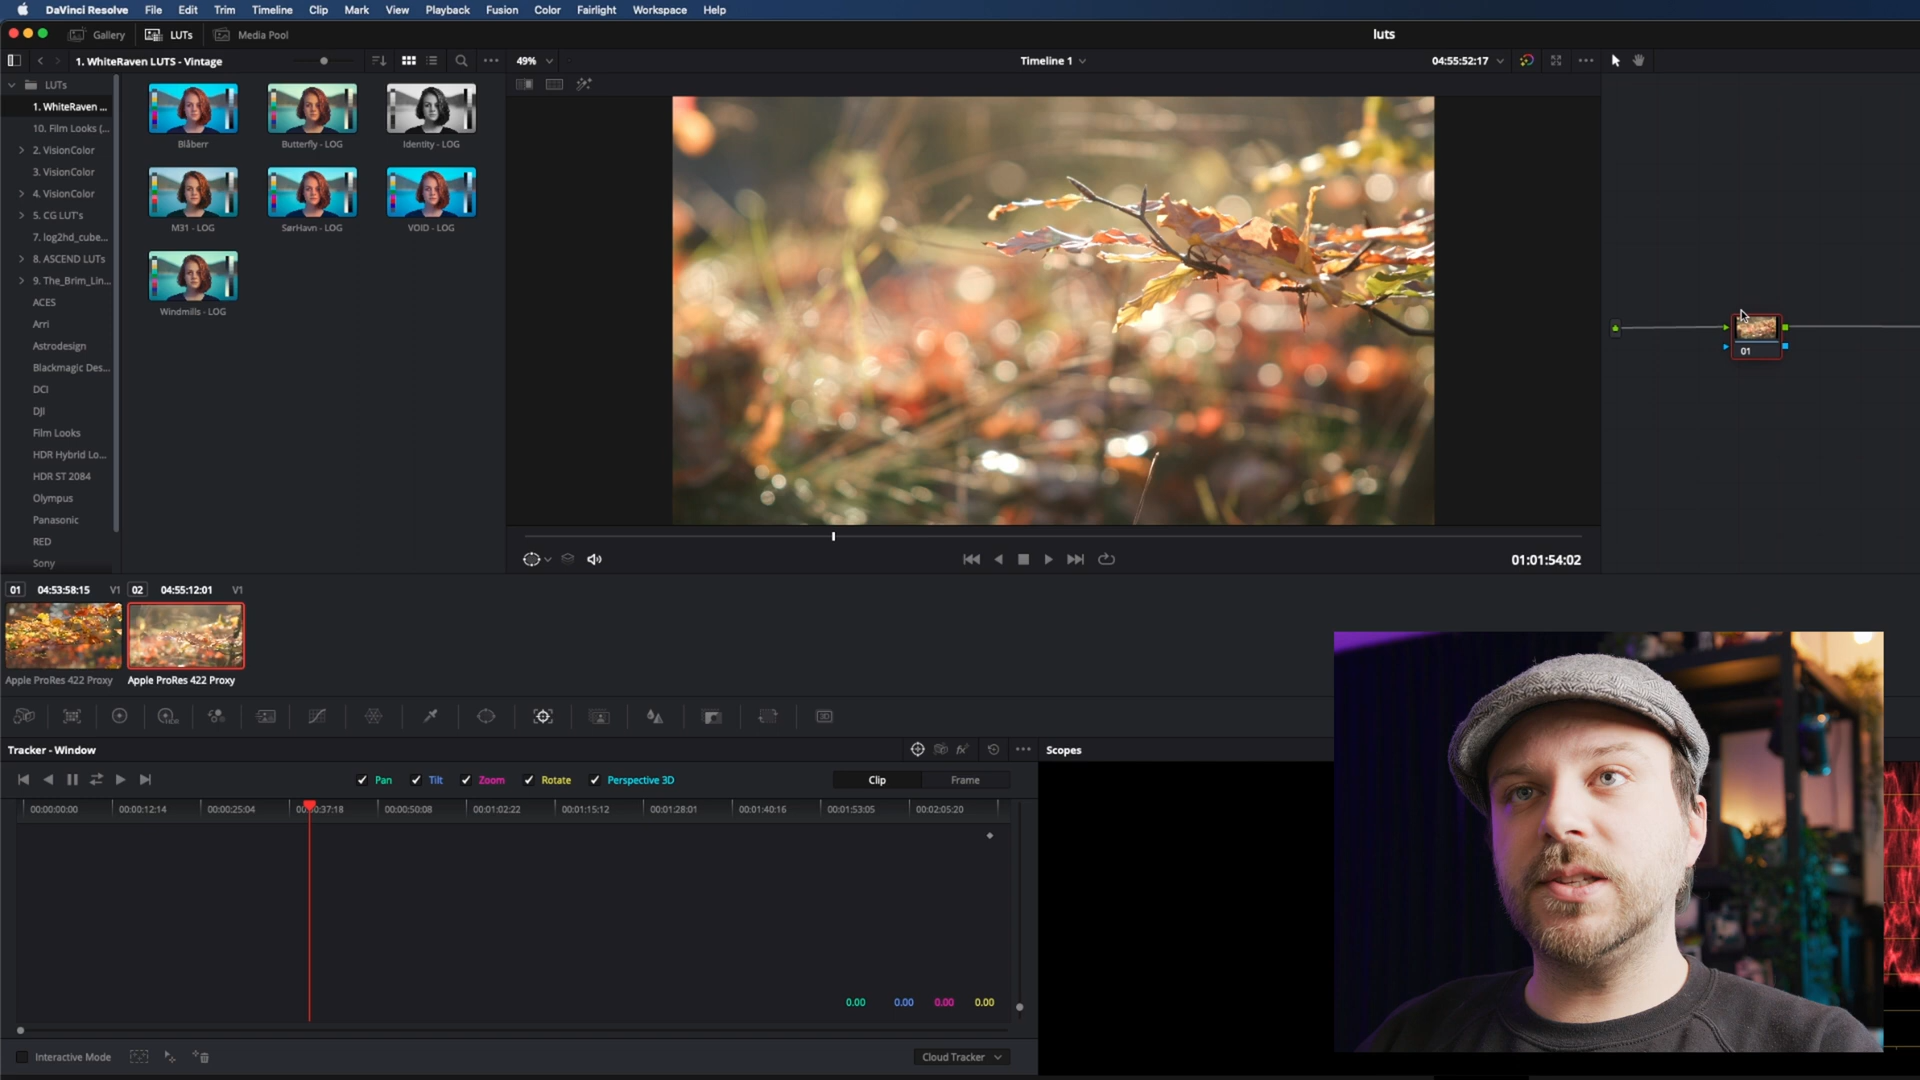 DaVinci Resolve File Edit Trim Timeline Clip Mark View Playback Fusion Color Fairlight Workspace Help
Gallery LUTs Media Pool luts
1. WhiteRaven LUTS - Vintage 49% Timeline 1 04:55:52:17
LUTs
1. WhiteRaven ...
10. Film Looks (...
2. VisionColor
3. VisionColor
4. VisionColor
5. CG LUT's
7. log2hd_cube...
8. ASCEND LUTs
9. The_Brim_Lin...
ACES
Arri
Astrodesign
Blackmagic Des...
DCI
DJI
Film Looks
HDR Hybrid Lo...
HDR ST 2084
Olympus
Panasonic
RED
Sony
Blåberr Butterfly - LOG Identity - LOG
M31 - LOG SørHavn - LOG VOID - LOG
Windmills - LOG
01
01:01:54:02
01 04:53:58:15 V1 02 04:55:12:01 V1
Apple ProRes 422 Proxy Apple ProRes 422 Proxy
3D
Tracker - Window Scopes
Pan Tilt Zoom Rotate Perspective 3D Clip Frame
00:00:00:00 00:00:12:14 00:00:25:04 00:00:37:18 00:00:50:08 00:01:02:22 00:01:15:12 00:01:28:01 00:01:40:16 00:01:53:05 00:02:05:20
0.00 0.00 0.00 0.00
Interactive Mode Cloud Tracker